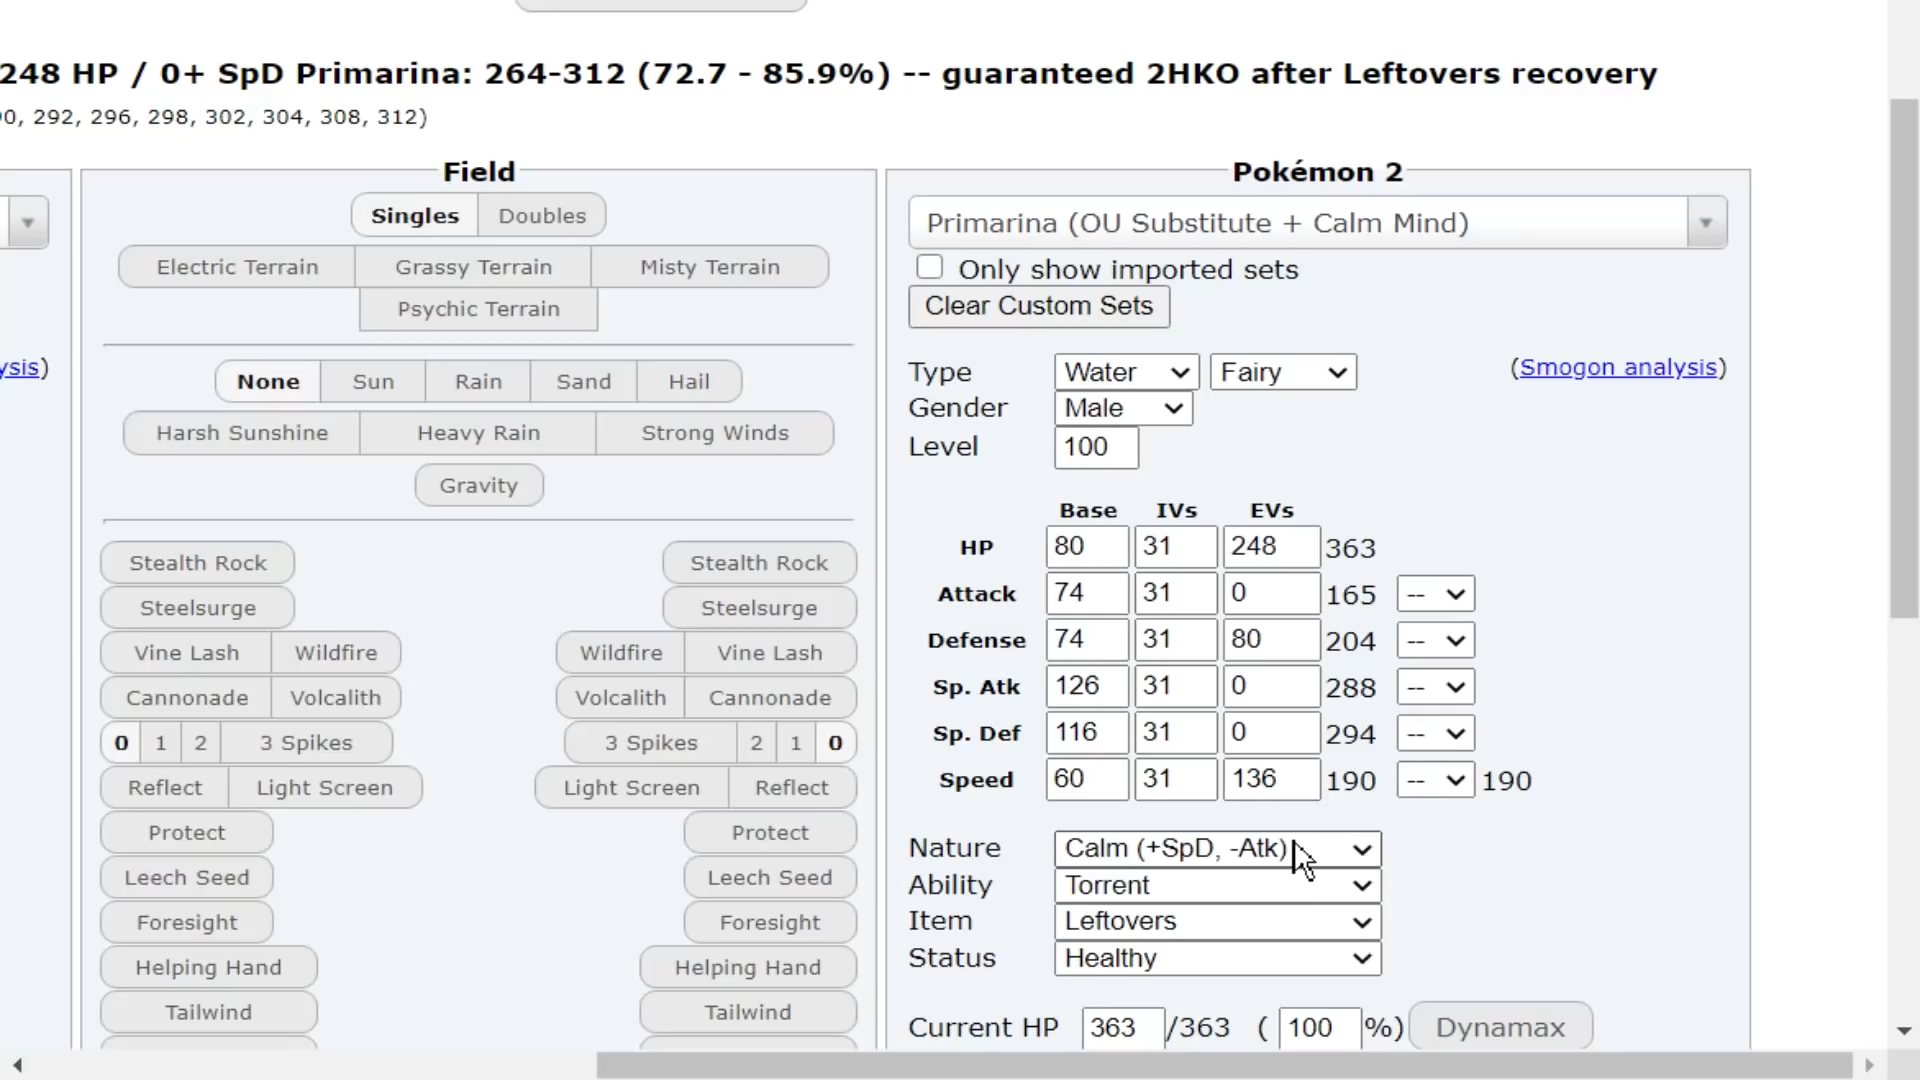 248 HP / 0+ SpD Primarina: 264-312 (72.7 - 85.9%) -- guaranteed 2HKO after Leftovers recovery
0, 292, 296, 298, 302, 304, 308, 312)
Field
Singles Doubles
Electric Terrain Grassy Terrain Misty Terrain
Psychic Terrain
None Sun Rain Sand Hail
Harsh Sunshine Heavy Rain Strong Winds
Gravity
Stealth Rock Stealth Rock
Steelsurge Steelsurge
Vine Lash Wildfire Wildfire Vine Lash
Cannonade Volcalith Volcalith Cannonade
0 1 2 3 Spikes 3 Spikes 2 1 0
Reflect Light Screen Light Screen Reflect
Protect Protect
Leech Seed Leech Seed
Foresight Foresight
Helping Hand Helping Hand
Tailwind Tailwind
ysis)
Pokémon 2
Primarina (OU Substitute + Calm Mind)
Only show imported sets
Clear Custom Sets
Type Water Fairy (Smogon analysis)
Gender Male
Level 100
Base IVs EVs
HP 80 31 248 363
Attack 74 31 0 165 --
Defense 74 31 80 204 --
Sp. Atk 126 31 0 288 --
Sp. Def 116 31 0 294 --
Speed 60 31 136 190 -- 190
Nature Calm (+SpD, -Atk)
Ability Torrent
Item Leftovers
Status Healthy
Current HP 363 /363 ( 100 %) Dynamax